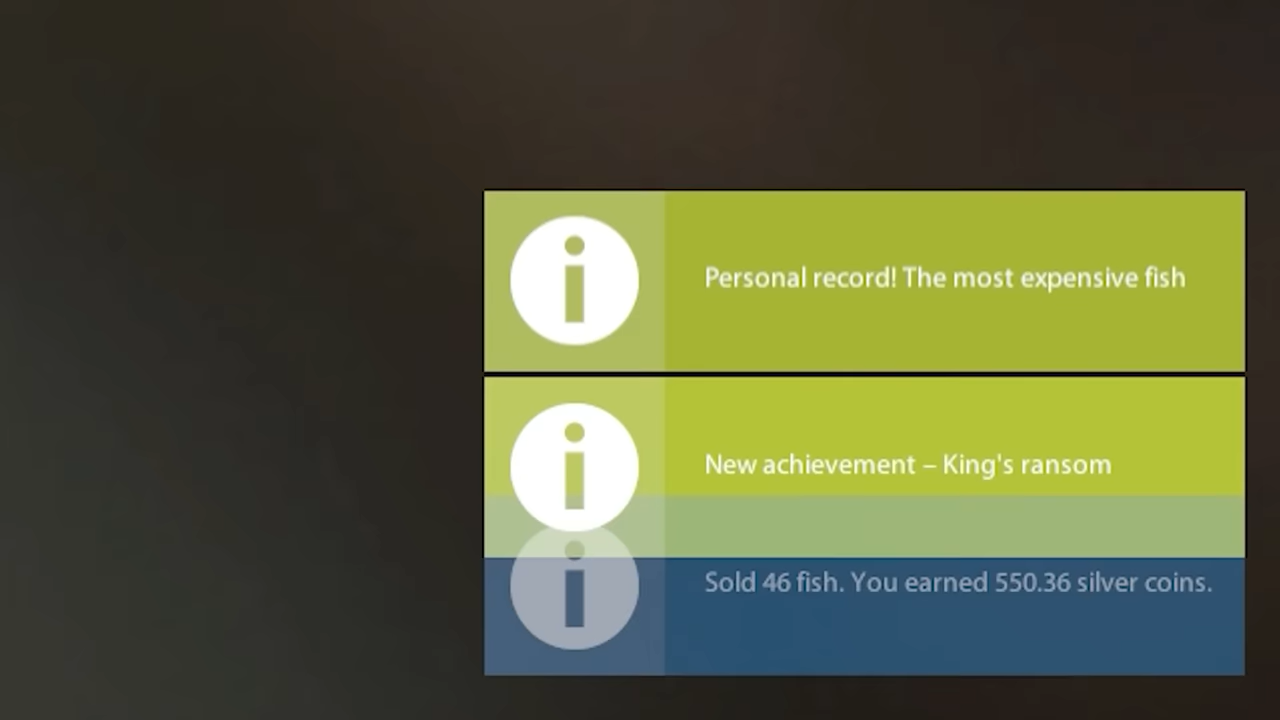 Personal record! The most expensive fish
New achievement – King's ransom
Sold 46 fish. You earned 550.36 silver coins.